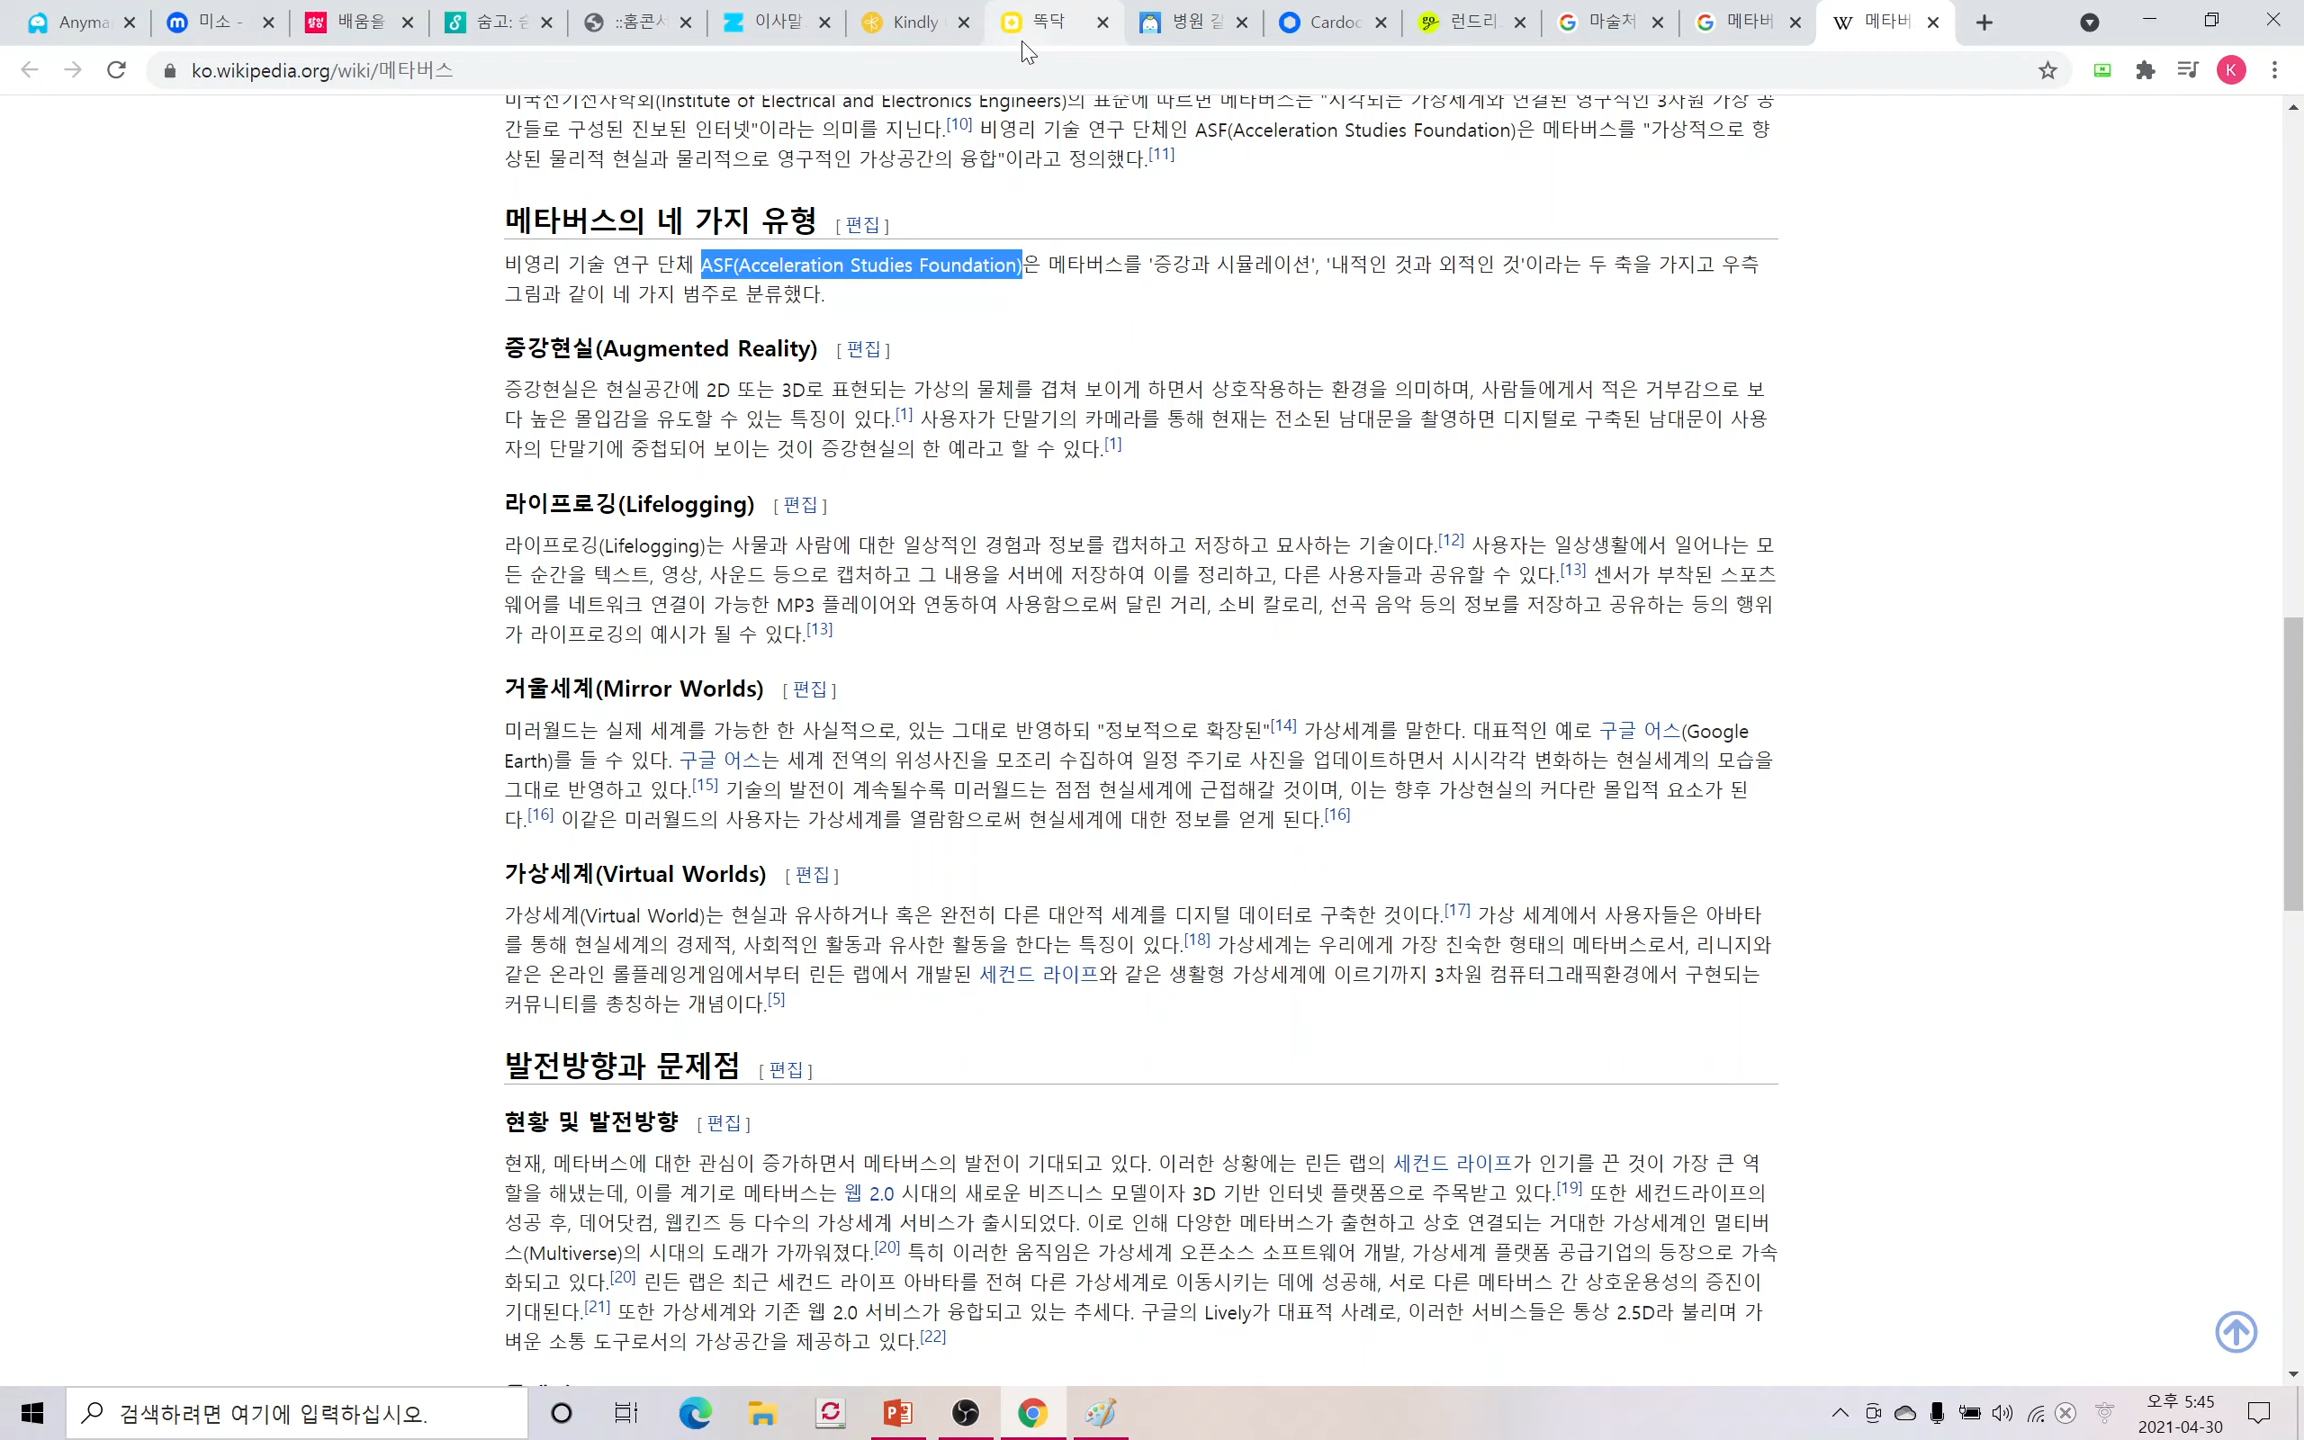 Anyma
미소 -
배움을
숨고: 숨
::홈콘서
이사말
Kindly
똑닥
병원 갈
Cardoc
런드리
마술처
메타버
메타버
ko.wikipedia.org/wiki/메타버스
K
미국전기전자학회(Institute of Electrical and Electronics Engineers)의 표준에 따르면 메타버스는 "지각되는 가상세계와 연결된 영구적인 3차원 가상 공
간들로 구성된 진보된 인터넷"이라는 의미를 지닌다.[10] 비영리 기술 연구 단체인 ASF(Acceleration Studies Foundation)은 메타버스를 "가상적으로 향
상된 물리적 현실과 물리적으로 영구적인 가상공간의 융합"이라고 정의했다.[11]
메타버스의 네 가지 유형 [ 편집 ]
비영리 기술 연구 단체 ASF(Acceleration Studies Foundation)은 메타버스를 '증강과 시뮬레이션', '내적인 것과 외적인 것'이라는 두 축을 가지고 우측
그림과 같이 네 가지 범주로 분류했다.
증강현실(Augmented Reality) [ 편집 ]
증강현실은 현실공간에 2D 또는 3D로 표현되는 가상의 물체를 겹쳐 보이게 하면서 상호작용하는 환경을 의미하며, 사람들에게서 적은 거부감으로 보
다 높은 몰입감을 유도할 수 있는 특징이 있다.[1] 사용자가 단말기의 카메라를 통해 현재는 전소된 남대문을 촬영하면 디지털로 구축된 남대문이 사용
자의 단말기에 중첩되어 보이는 것이 증강현실의 한 예라고 할 수 있다.[1]
라이프로깅(Lifelogging) [ 편집 ]
라이프로깅(Lifelogging)는 사물과 사람에 대한 일상적인 경험과 정보를 캡처하고 저장하고 묘사하는 기술이다.[12] 사용자는 일상생활에서 일어나는 모
든 순간을 텍스트, 영상, 사운드 등으로 캡처하고 그 내용을 서버에 저장하여 이를 정리하고, 다른 사용자들과 공유할 수 있다.[13] 센서가 부착된 스포츠
웨어를 네트워크 연결이 가능한 MP3 플레이어와 연동하여 사용함으로써 달린 거리, 소비 칼로리, 선곡 음악 등의 정보를 저장하고 공유하는 등의 행위
가 라이프로깅의 예시가 될 수 있다.[13]
거울세계(Mirror Worlds) [ 편집 ]
미러월드는 실제 세계를 가능한 한 사실적으로, 있는 그대로 반영하되 "정보적으로 확장된"[14] 가상세계를 말한다. 대표적인 예로 구글 어스(Google
Earth)를 들 수 있다. 구글 어스는 세계 전역의 위성사진을 모조리 수집하여 일정 주기로 사진을 업데이트하면서 시시각각 변화하는 현실세계의 모습을
그대로 반영하고 있다.[15] 기술의 발전이 계속될수록 미러월드는 점점 현실세계에 근접해갈 것이며, 이는 향후 가상현실의 커다란 몰입적 요소가 된
다.[16] 이같은 미러월드의 사용자는 가상세계를 열람함으로써 현실세계에 대한 정보를 얻게 된다.[16]
가상세계(Virtual Worlds) [ 편집 ]
가상세계(Virtual World)는 현실과 유사하거나 혹은 완전히 다른 대안적 세계를 디지털 데이터로 구축한 것이다.[17] 가상 세계에서 사용자들은 아바타
를 통해 현실세계의 경제적, 사회적인 활동과 유사한 활동을 한다는 특징이 있다.[18] 가상세계는 우리에게 가장 친숙한 형태의 메타버스로서, 리니지와
같은 온라인 롤플레잉게임에서부터 린든 랩에서 개발된 세컨드 라이프와 같은 생활형 가상세계에 이르기까지 3차원 컴퓨터그래픽환경에서 구현되는
커뮤니티를 총칭하는 개념이다.[5]
발전방향과 문제점 [ 편집 ]
현황 및 발전방향 [ 편집 ]
현재, 메타버스에 대한 관심이 증가하면서 메타버스의 발전이 기대되고 있다. 이러한 상황에는 린든 랩의 세컨드 라이프가 인기를 끈 것이 가장 큰 역
할을 해냈는데, 이를 계기로 메타버스는 웹 2.0 시대의 새로운 비즈니스 모델이자 3D 기반 인터넷 플랫폼으로 주목받고 있다.[19] 또한 세컨드라이프의
성공 후, 데어닷컴, 웹킨즈 등 다수의 가상세계 서비스가 출시되었다. 이로 인해 다양한 메타버스가 출현하고 상호 연결되는 거대한 가상세계인 멀티버
스(Multiverse)의 시대의 도래가 가까워졌다.[20] 특히 이러한 움직임은 가상세계 오픈소스 소프트웨어 개발, 가상세계 플랫폼 공급기업의 등장으로 가속
화되고 있다.[20] 린든 랩은 최근 세컨드 라이프 아바타를 전혀 다른 가상세계로 이동시키는 데에 성공해, 서로 다른 메타버스 간 상호운용성의 증진이
기대된다.[21] 또한 가상세계와 기존 웹 2.0 서비스가 융합되고 있는 추세다. 구글의 Lively가 대표적 사례로, 이러한 서비스들은 통상 2.5D라 불리며 가
벼운 소통 도구로서의 가상공간을 제공하고 있다.[22]
검색하려면 여기에 입력하십시오.
오후 5:45
2021-04-30